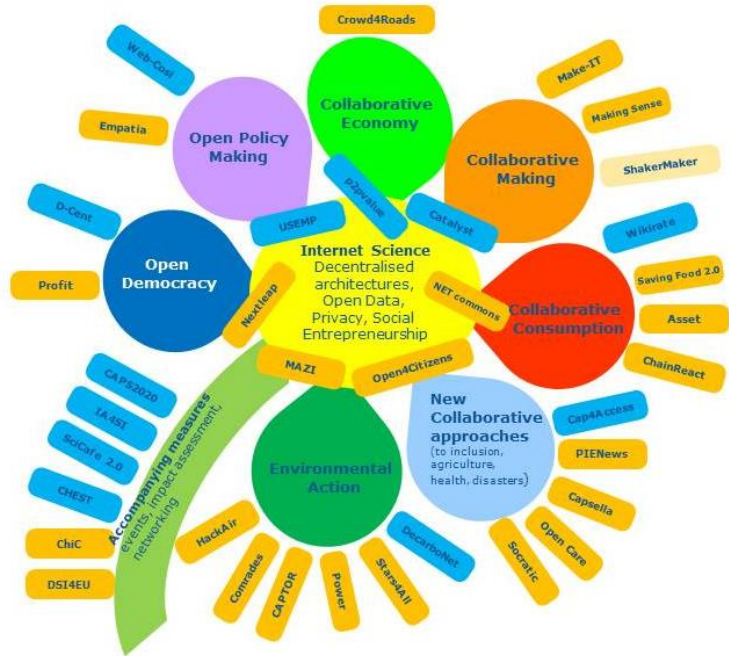 Crowd4Roads
Web-Cosi
Make-IT
Empatia
Making Sense
Collaborative
Economy
Open Policy
Making
Collaborative
Making
ShakerMaker
p2pvalue
D-Cent
USEMP
Catalyst
Wikirate
Internet Science
Decentralised
architectures,
Open Data,
Privacy, Social
Entrepreneurship
Open
Democracy
Profit
Nextleap
NET commons
Collaborative
Consumption
Saving Food 2.0
Asset
ChainReact
MAZI
Open4Citizens
CAPS2020
IA4SI
SciCafe 2.0
CHEST
ChiC
DSI4EU
Accompanying measures
events, impact assessment,
networking
Environmental
Action
New
Collaborative
approaches
(to inclusion,
agriculture,
health, disasters)
Cap4Access
PIENews
Capsella
Open Care
Socratic
HackAir
Comrades
CAPTOR
Power
Stars4All
DecarboNet